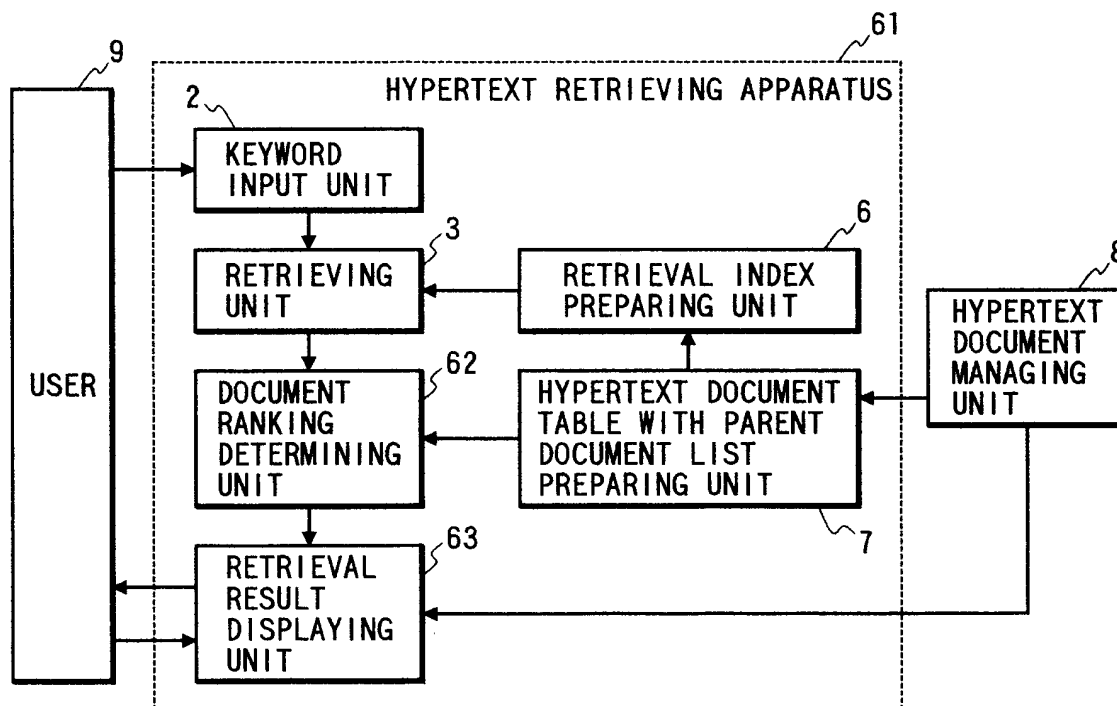 61
9
HYPERTEXT RETRIEVING APPARATUS
2
KEYWORD
INPUT UNIT
3
RETRIEVING
UNIT
6
RETRIEVAL INDEX
PREPARING UNIT
8
HYPERTEXT
DOCUMENT
MANAGING
UNIT
USER
62
DOCUMENT
RANKING
DETERMINING
UNIT
HYPERTEXT DOCUMENT
TABLE WITH PARENT
DOCUMENT LIST
PREPARING UNIT
7
63
RETRIEVAL
RESULT
DISPLAYING
UNIT